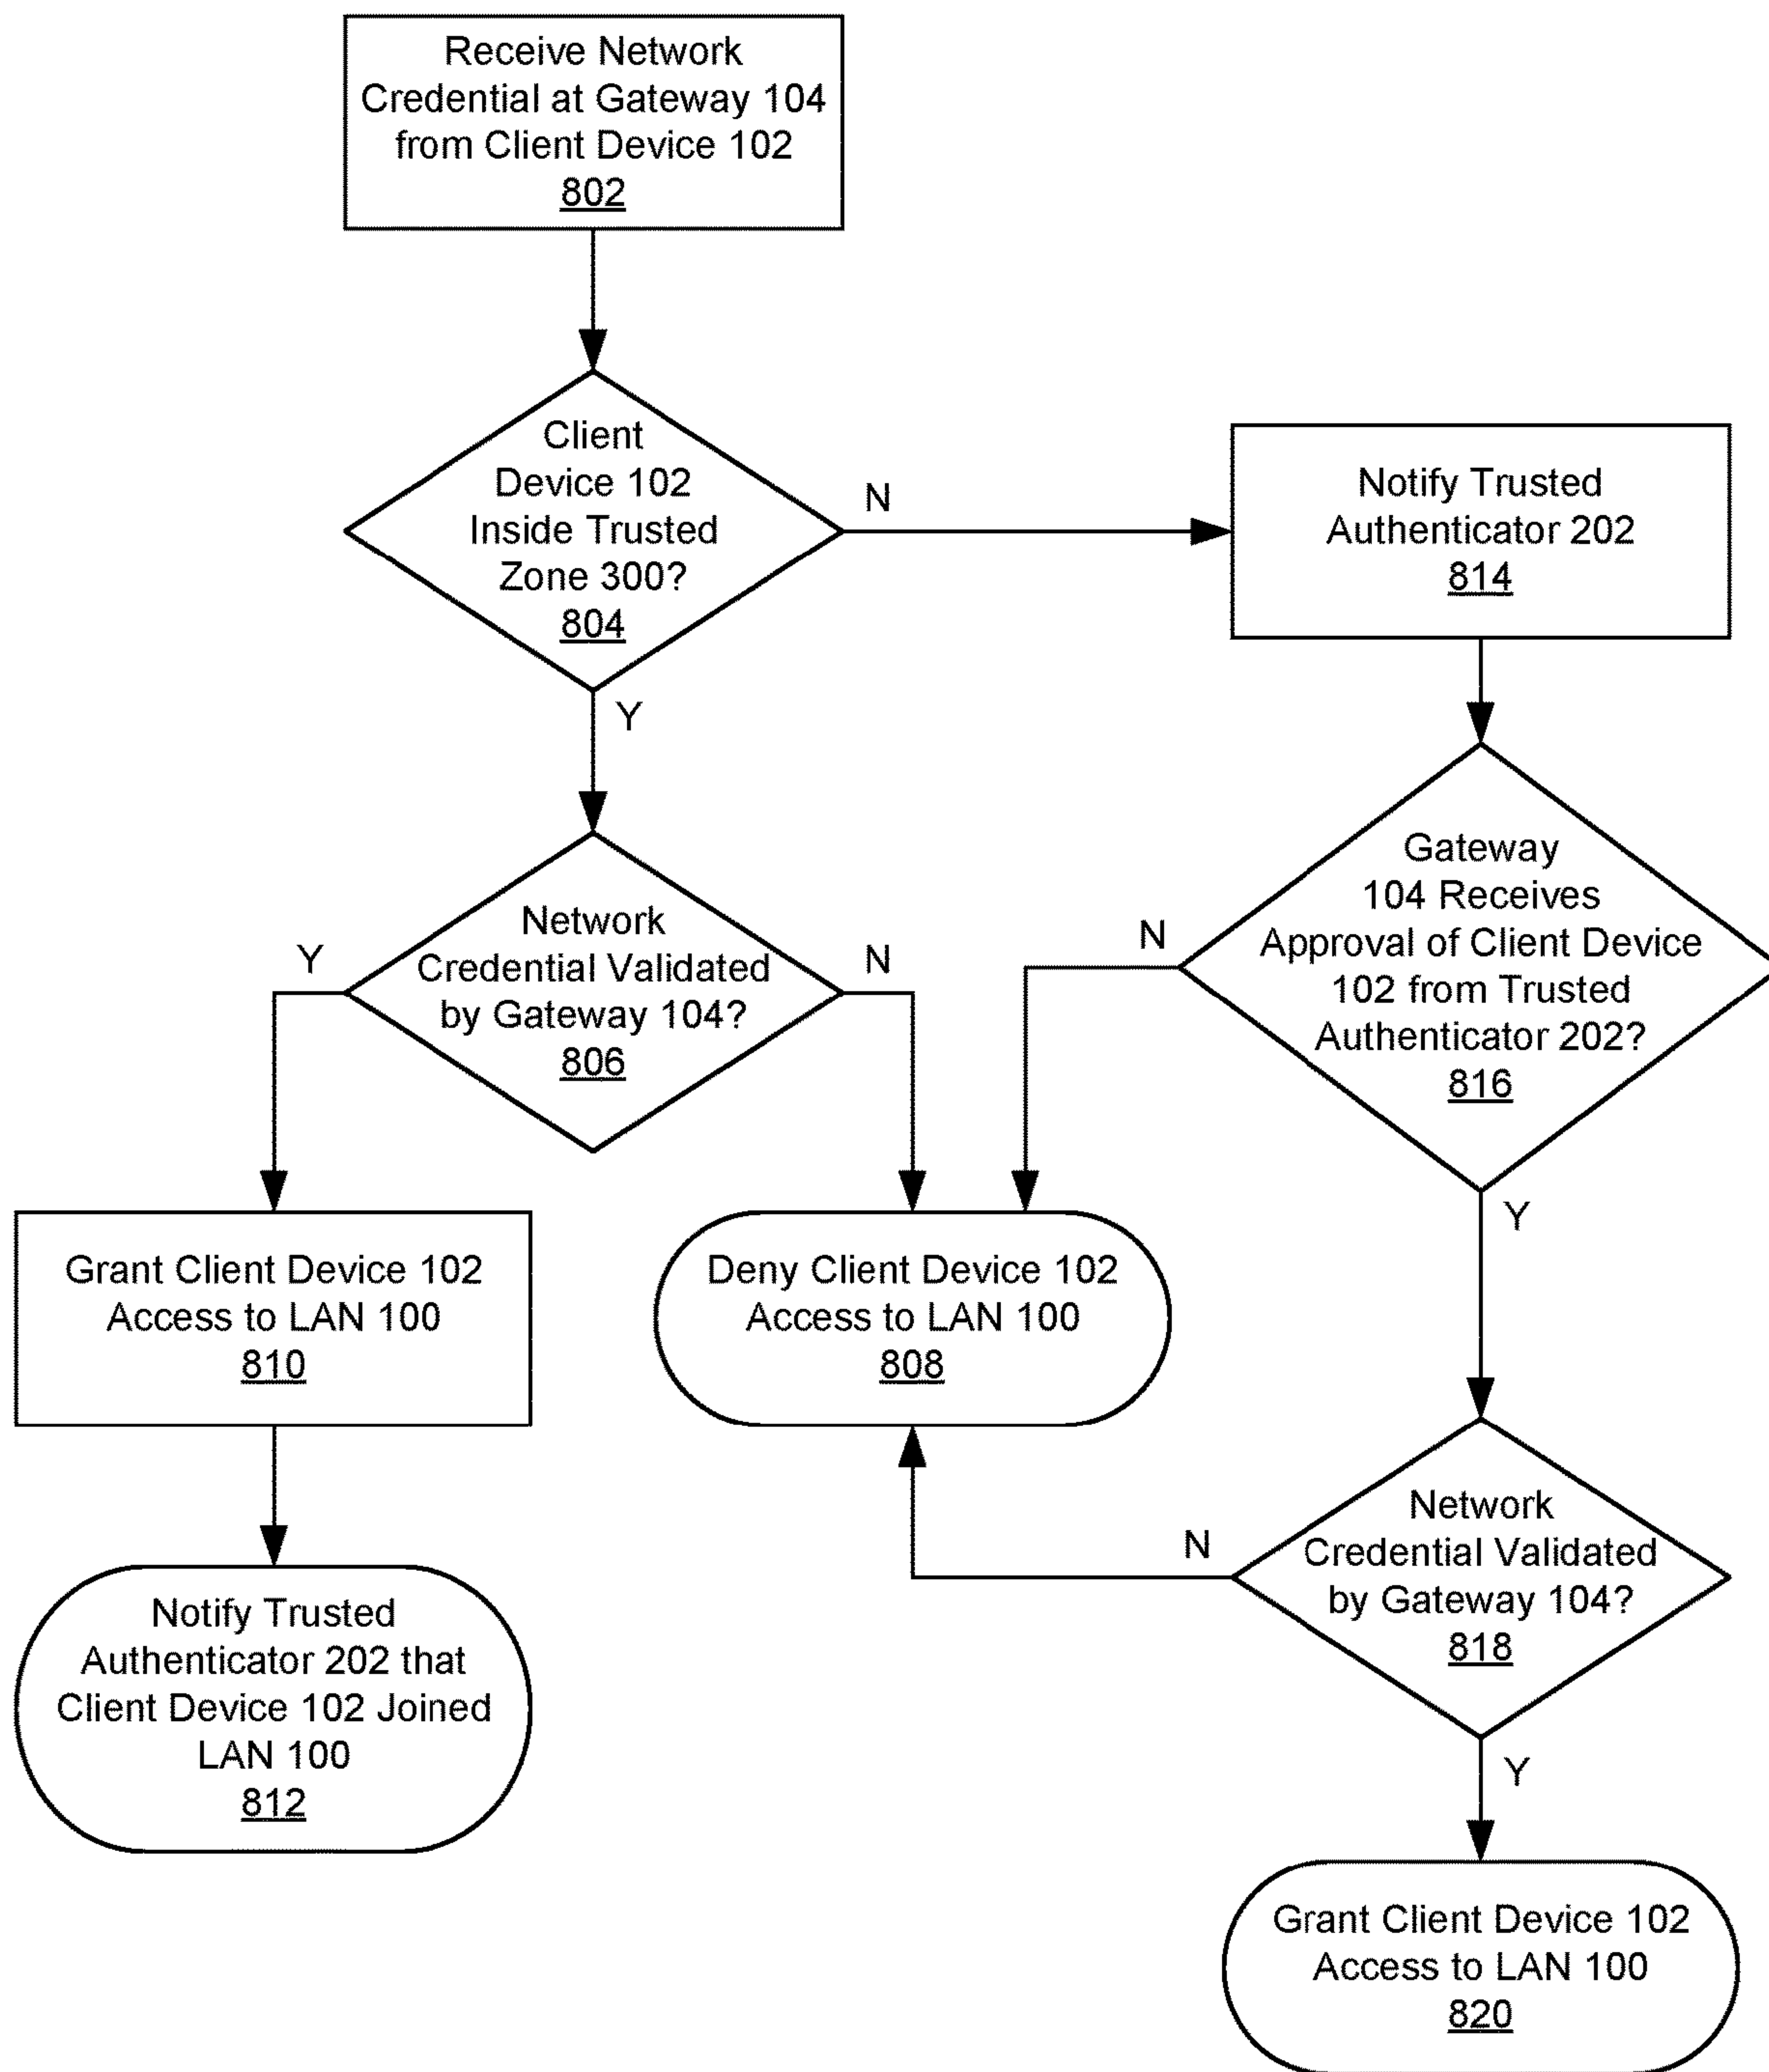 Receive Network
Credential at Gateway 104
from Client Device 102
802
Client
Device 102
Inside Trusted
Zone 300?
804
N
Y
Notify Trusted
Authenticator 202
814
Network
Credential Validated
by Gateway 104?
806
Y
N
Gateway
104 Receives
Approval of Client Device
102 from Trusted
Authenticator 202?
816
N
Y
Grant Client Device 102
Access to LAN 100
810
Deny Client Device 102
Access to LAN 100
808
Network
Credential Validated
by Gateway 104?
818
N
Y
Notify Trusted
Authenticator 202 that
Client Device 102 Joined
LAN 100
812
Grant Client Device 102
Access to LAN 100
820